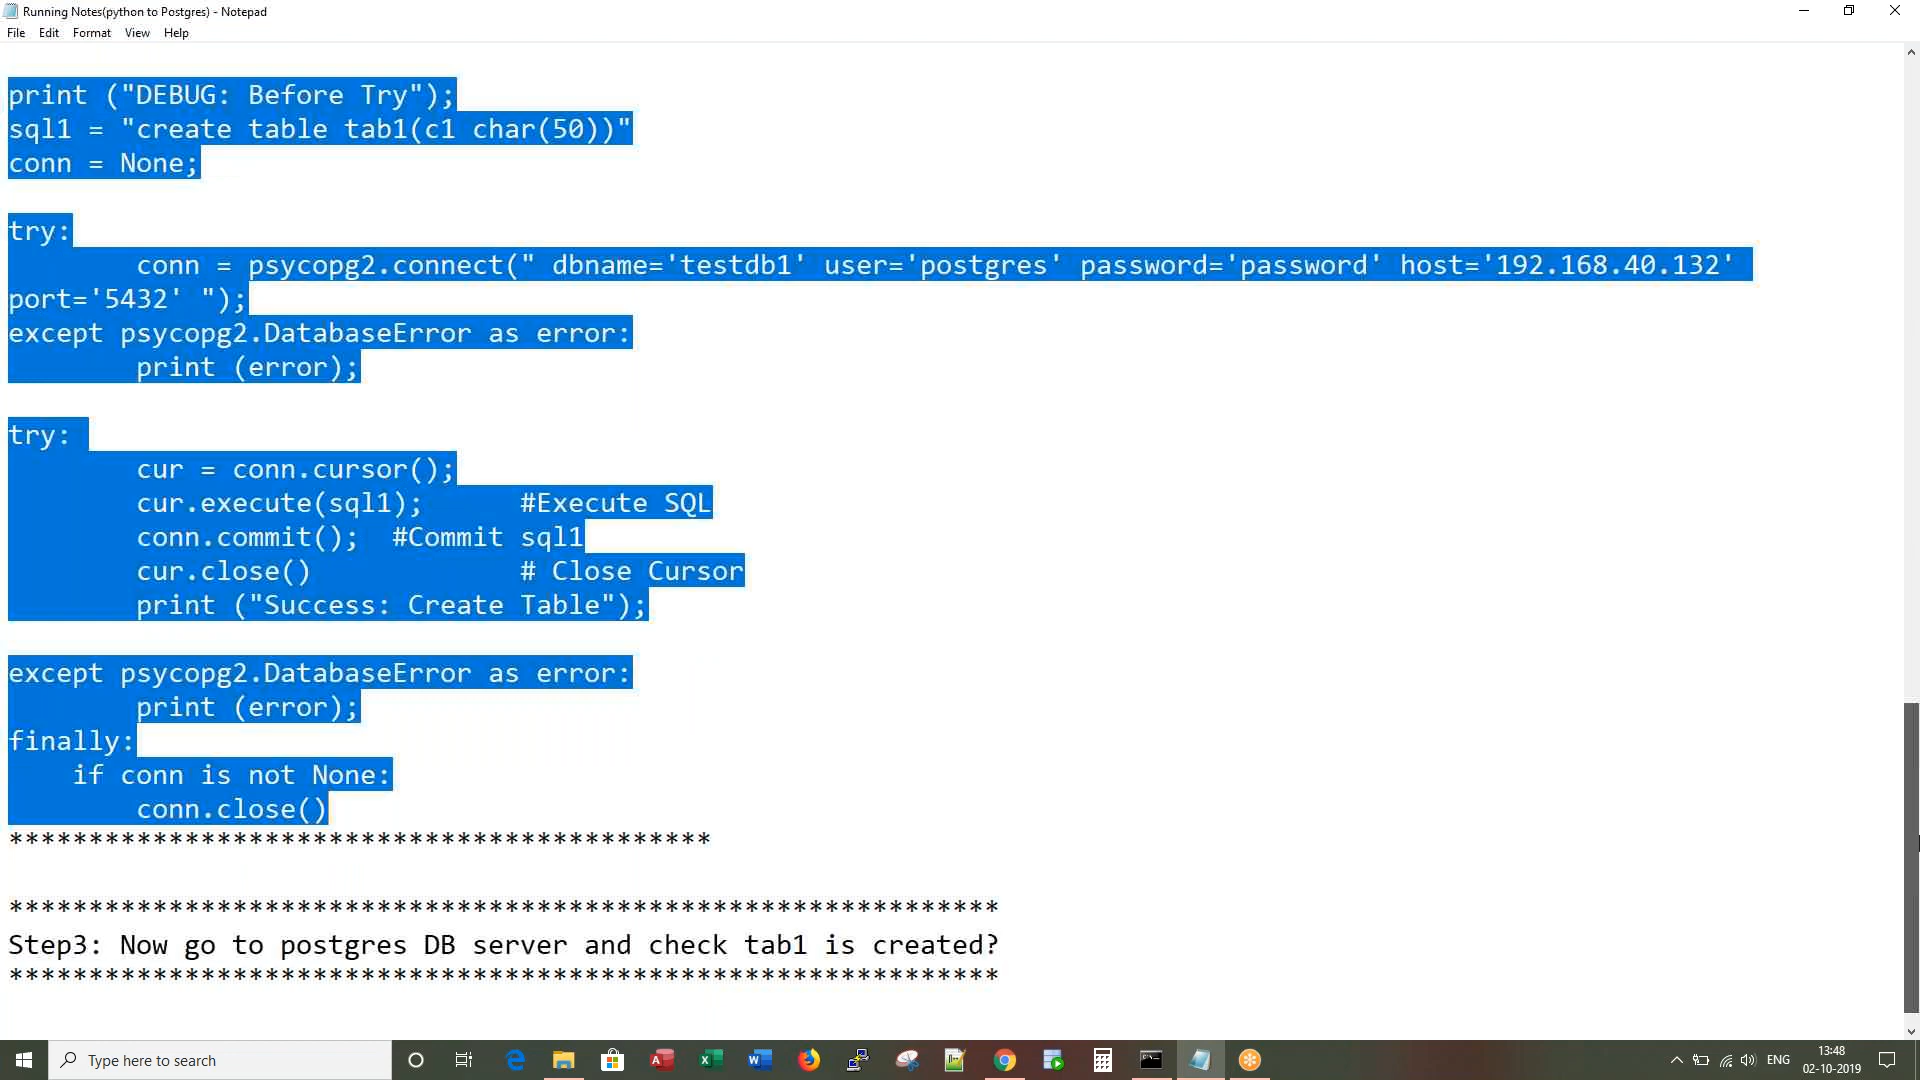 Running Notes(python to Postgres) - Notepad
File Edit Format View Help
print ("DEBUG: Before Try");
sql1 = "create table tab1(c1 char(50))"
conn = None;
try:
conn = psycopg2.connect(" dbname='testdb1' user='postgres' password='password' host='192.168.40.132'
port='5432' ");
except psycopg2.DatabaseError as error:
print (error);
try:
cur = conn.cursor();
cur.execute(sql1); #Execute SQL
conn.commit(); #Commit sql1
cur.close() # Close Cursor
print ("Success: Create Table");
except psycopg2.DatabaseError as error:
print (error);
finally:
if conn is not None:
conn.close()
********************************************
**************************************************************
Step3: Now go to postgres DB server and check tab1 is created?
**************************************************************
Type here to search
ENG
13:48
02-10-2019